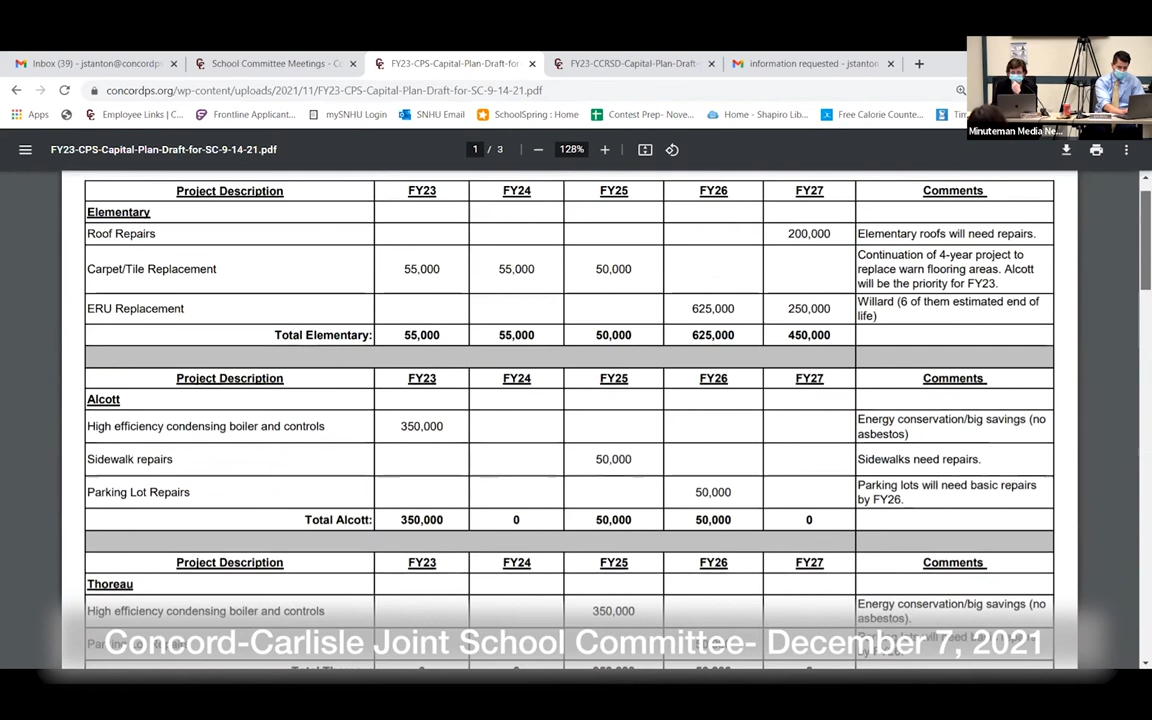 Inbox (39) - jstanton@concordp
School Committee Meetings - Co
FY23-CPS-Capital-Plan-Draft-for
FY23-CCRSD-Capital-Plan-Draft-
information requested - jstanton
concordps.org/wp-content/uploads/2021/11/FY23-CPS-Capital-Plan-Draft-for-SC-9-14-21.pdf
Apps
Employee Links | C...
Frontline Applicant...
mySNHU Login
SNHU Email
SchoolSpring : Home
Contest Prep- Nove...
Home - Shapiro Lib...
Free Calorie Counte...
Minuteman Media Ne...
FY23-CPS-Capital-Plan-Draft-for-SC-9-14-21.pdf
1 / 3
128%
Project Description FY23 FY24 FY25 FY26 FY27 Comments
Elementary
Roof Repairs 200,000 Elementary roofs will need repairs.
Carpet/Tile Replacement 55,000 55,000 50,000 Continuation of 4-year project to
replace warn flooring areas. Alcott
will be the priority for FY23.
ERU Replacement 625,000 250,000 Willard (6 of them estimated end of
life)
Total Elementary: 55,000 55,000 50,000 625,000 450,000
Project Description FY23 FY24 FY25 FY26 FY27 Comments
Alcott
High efficiency condensing boiler and controls 350,000 Energy conservation/big savings (no
asbestos)
Sidewalk repairs 50,000 Sidewalks need repairs.
Parking Lot Repairs 50,000 Parking lots will need basic repairs
by FY26.
Total Alcott: 350,000 0 50,000 50,000 0
Project Description FY23 FY24 FY25 FY26 FY27 Comments
Thoreau
High efficiency condensing boiler and controls 350,000 Energy conservation/big savings (no
asbestos).
Concord-Carlisle Joint School Committee- December 7, 2021